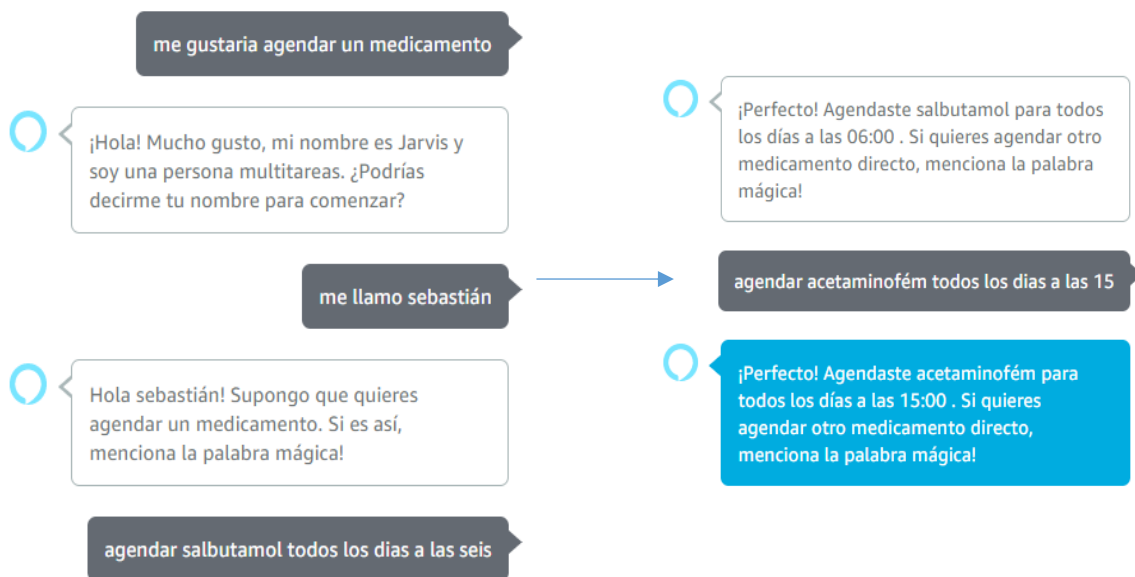 me gustaria agendar un medicamento
¡Hola! Mucho gusto, mi nombre es Jarvis y
soy una persona multitareas. ¿Podrías
decirme tu nombre para comenzar?
me llamo sebastián
Hola sebastián! Supongo que quieres
agendar un medicamento. Si es así,
menciona la palabra mágica!
agendar salbutamol todos los dias a las seis
¡Perfecto! Agendaste salbutamol para todos
los días a las 06:00 . Si quieres agendar otro
medicamento directo, menciona la palabra
mágica!
agendar acetaminofém todos los dias a las 15
¡Perfecto! Agendaste acetaminofém para
todos los días a las 15:00 . Si quieres
agendar otro medicamento directo,
menciona la palabra mágica!